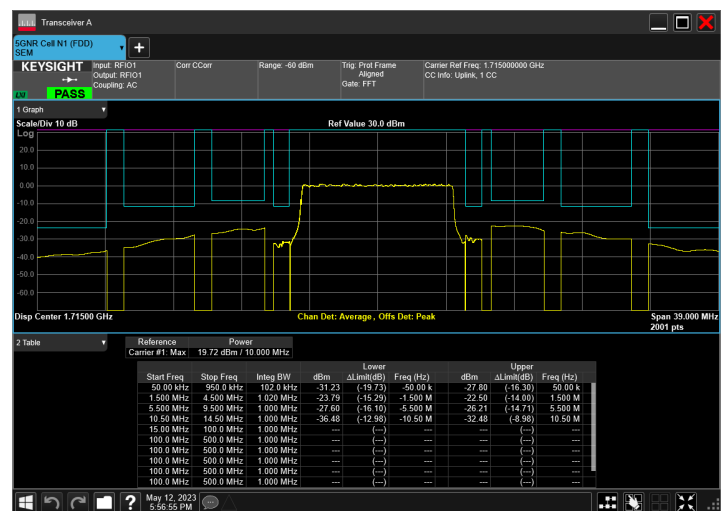 Transceiver A
5GNR Cell N1 (FDD)
SEM
KEYSIGHT
LXI
PASS
Input: RFIO1
Output: RFIO1
Coupling: AC
Corr CCorr
Range: -60 dBm
Trig: Prot Frame
Aligned
Gate: FFT
Carrier Ref Freq: 1.715000000 GHz
CC Info: Uplink, 1 CC
1 Graph
Scale/Div 10 dB
Ref Value 30.0 dBm
Log
20.0
10.0
0.00
-10.0
-20.0
-30.0
-40.0
-50.0
-60.0
Disp Center 1.71500 GHz
Chan Det: Average , Offs Det: Peak
Span 39.000 MHz
2001 pts
2 Table
Reference Power
Carrier #1: Max 19.72 dBm / 10.000 MHz
Lower Upper
Start Freq Stop Freq Integ BW dBm ΔLimit(dB) Freq (Hz) dBm ΔLimit(dB) Freq (Hz)
50.00 kHz 950.0 kHz 102.0 kHz -31.23 (-19.73) -50.00 k -27.80 (-16.30) 50.00 k
1.500 MHz 4.500 MHz 1.020 MHz -23.79 (-15.29) -1.500 M -22.50 (-14.00) 1.500 M
5.500 MHz 9.500 MHz 1.000 MHz -27.60 (-16.10) -5.500 M -26.21 (-14.71) 5.500 M
10.50 MHz 14.50 MHz 1.000 MHz -36.48 (-12.98) -10.50 M -32.48 (-8.98) 10.50 M
15.00 MHz 100.0 MHz 1.000 MHz --- (---) --- --- (---) ---
100.0 MHz 500.0 MHz 1.000 MHz --- (---) --- --- (---) ---
100.0 MHz 500.0 MHz 1.000 MHz --- (---) --- --- (---) ---
100.0 MHz 500.0 MHz 1.000 MHz --- (---) --- --- (---) ---
100.0 MHz 500.0 MHz 1.000 MHz --- (---) --- --- (---) ---
100.0 MHz 500.0 MHz 1.000 MHz --- (---) --- --- (---) ---
May 12, 2023
5:56:55 PM